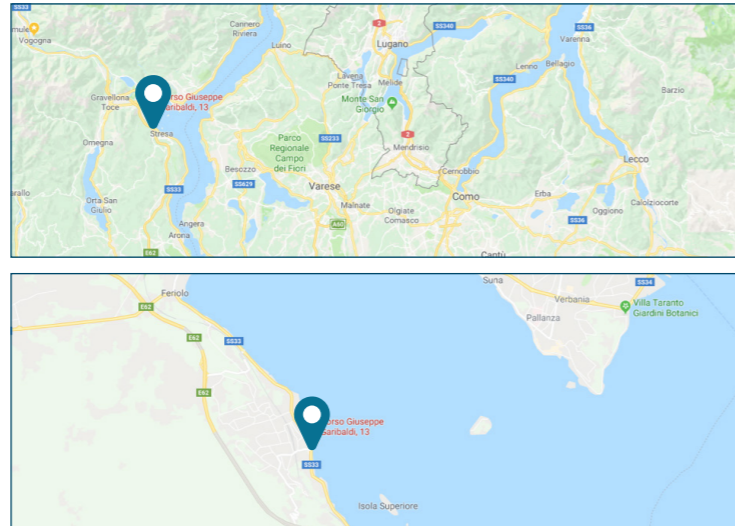 SS33
mule
Vogogna
Cannero
Riviera
Luino
Lugano
SS340
SS36
Varenna
Lenno
Bellagio
Lavena
Ponte Tresa
Melide
SS340
Barzio
Gravellona
Toce
orso Giuseppe
aribaldi, 13
Monte San
Giorgio
2
2
Stresa
Omegna
Parco
Regionale
Campo
dei Fiori
SS233
Mendrisio
Cernobbio
Lecco
Besozzo
SS629
Varese
Como
Erba
SS33
Malnate
Olgiate
Comasco
Oggiono
Calolziocorte
arallo
Orta San
Giulio
Angera
Arona
SS36
E62
Cantù
Feriolo
E62
SS33
E62
E62
Suna
SS34
Verbania
Villa Taranto
Giardini Botanici
Pallanza
orso Giuseppe
Garibaldi, 13
SS33
Isola Superiore